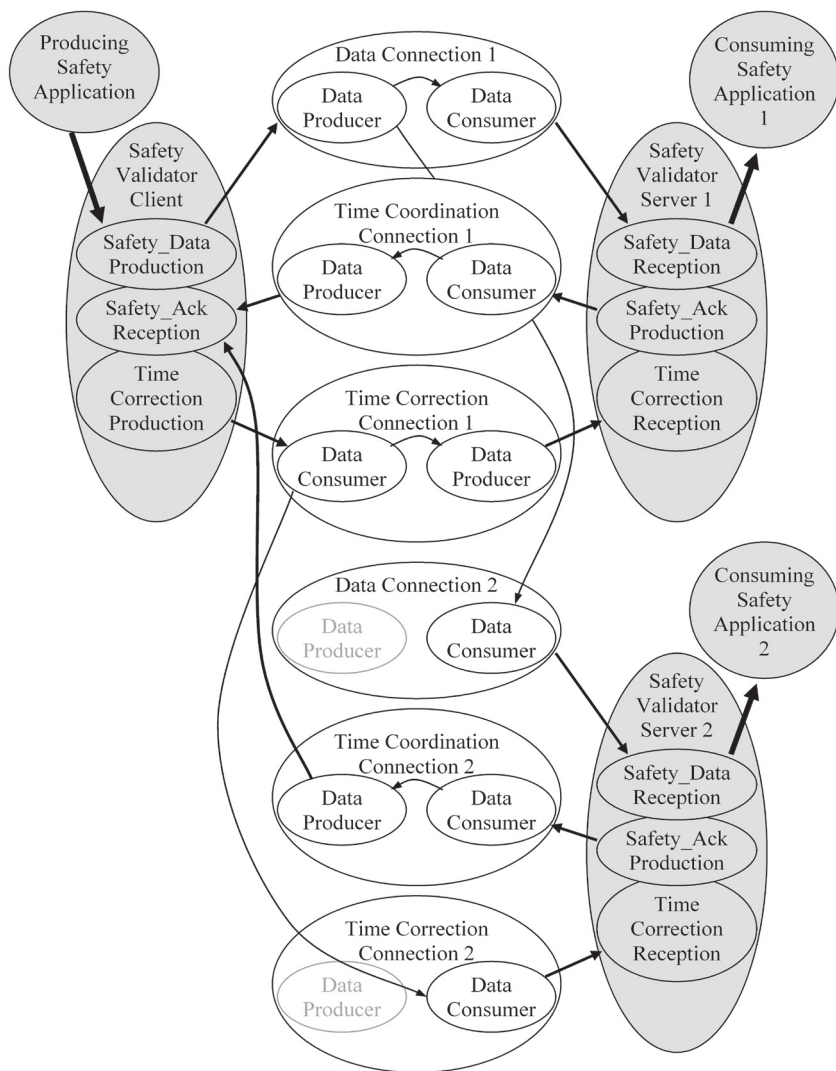 Producing
Safety
Application
Safety
Validator
Client
Safety_Data
Production
Safety_Ack
Reception
Time
Correction
Production
Data Connection 1
Data
Producer
Data
Consumer
Time Coordination
Connection 1
Data
Producer
Data
Consumer
Time Correction
Connection 1
Data
Consumer
Data
Producer
Data Connection 2
Data
Producer
Data
Consumer
Time Coordination
Connection 2
Data
Producer
Data
Consumer
Time Correction
Connection 2
Data
Producer
Data
Consumer
Consuming
Safety
Application
1
Safety
Validator
Server 1
Safety_Data
Reception
Safety_Ack
Production
Time
Correction
Reception
Consuming
Safety
Application
2
Safety
Validator
Server 2
Safety_Data
Reception
Safety_Ack
Production
Time
Correction
Reception